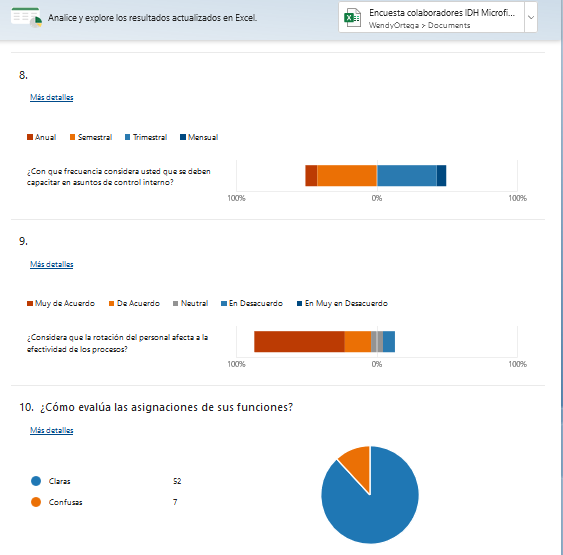 Analice y explore los resultados actualizados en Excel.
Encuesta colaboradores IDH Microfi...
WendyOrtega > Documents
8.
Más detalles
Anual Semestral Trimestral Mensual
¿Con que frecuencia considera usted que se deben
capacitar en asuntos de control interno?
100% 0% 100%
9.
Más detalles
Muy de Acuerdo De Acuerdo Neutral En Desacuerdo En Muy en Desacuerdo
¿Considera que la rotación del personal afecta a la
efectividad de los procesos?
100% 0% 100%
10. ¿Cómo evalúa las asignaciones de sus funciones?
Más detalles
Claras 52
Confusas 7